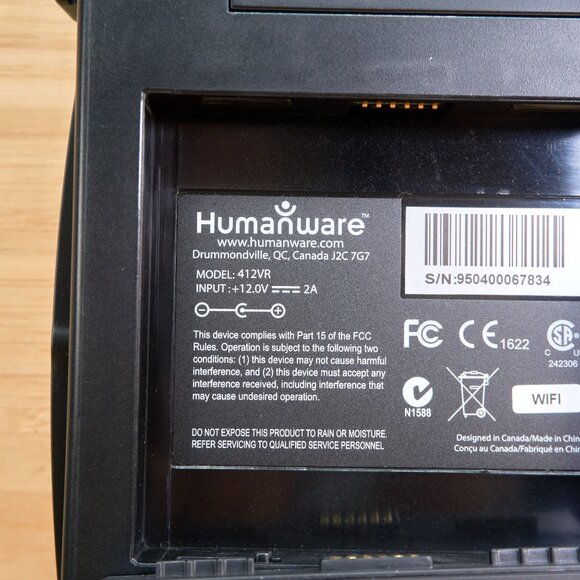 HumanWare™
www.humanware.com
Drummondville, QC, Canada J2C 7G7
MODEL: 412VR
INPUT: +12.0V ⎓ 2A
This device complies with Part 15 of the FCC
Rules. Operation is subject to the following two
conditions: (1) this device may not cause harmful
interference, and (2) this device must accept any
interference received, including interference that
may cause undesired operation.
DO NOT EXPOSE THIS PRODUCT TO RAIN OR MOISTURE.
REFER SERVICING TO QUALIFIED SERVICE PERSONNEL
S/N:950400067834
FC CE 1622
C U
242306
N1588
WIFI
Designed in Canada/Made in Chin
Conçu au Canada/Fabriqué en Chin